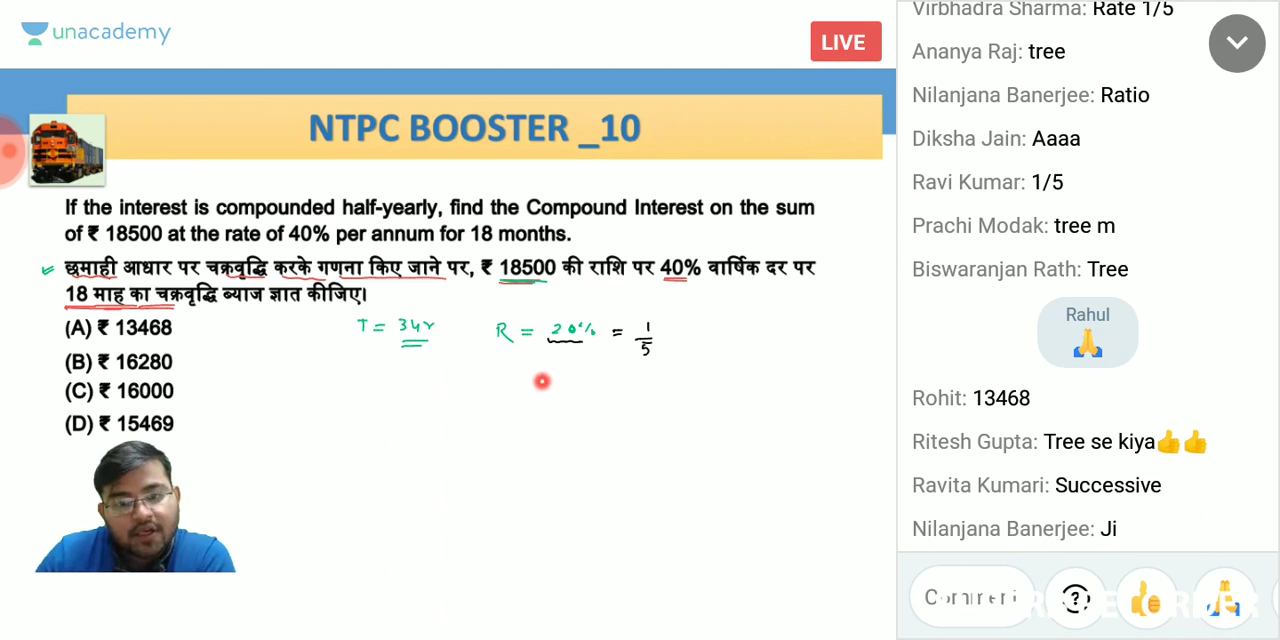 unacademy
LIVE
NTPC BOOSTER _10
If the interest is compounded half-yearly, find the Compound Interest on the sum
of ₹ 18500 at the rate of 40% per annum for 18 months.
छमाही आधार पर चक्रवृद्धि करके गणना किए जाने पर, ₹ 18500 की राशि पर 40% वार्षिक दर पर
18 माह का चक्रवृद्धि ब्याज ज्ञात कीजिए।
(A) ₹ 13468
(B) ₹ 16280
(C) ₹ 16000
(D) ₹ 15469
T = 3yr
R = 20% = 1/5
Virbhadra Sharma: Rate 1/5
Ananya Raj: tree
Nilanjana Banerjee: Ratio
Diksha Jain: Aaaa
Ravi Kumar: 1/5
Prachi Modak: tree m
Biswaranjan Rath: Tree
Rahul
🙏
Rohit: 13468
Ritesh Gupta: Tree se kiya👍👍
Ravita Kumari: Successive
Nilanjana Banerjee: Ji